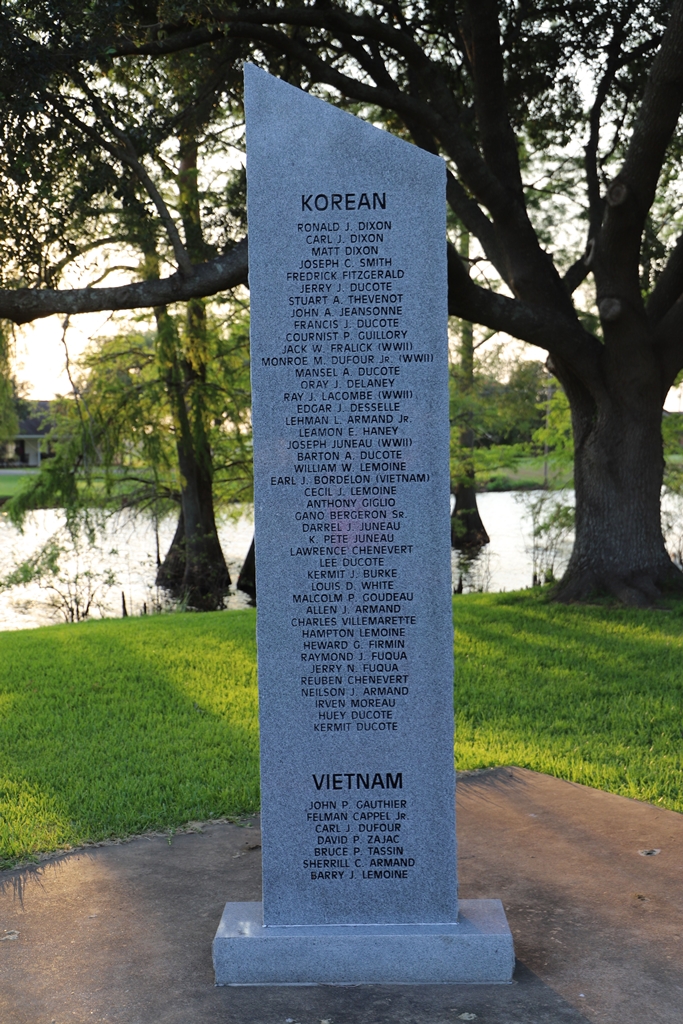 KOREAN
RONALD J. DIXON
CARL J. DIXON
MATT DIXON
JOSEPH C. SMITH
FREDRICK FITZGERALD
JERRY J. DUCOTE
STUART A. THEVENOT
JOHN A. JEANSONNE
FRANCIS J. DUCOTE
COURNIST P. GUILLORY
JACK W. FRALICK (WWII)
MONROE M. DUFOUR JR. (WWII)
MANSEL A. DUCOTE
ORAY J. DELANEY
RAY J. LACOMBE (WWII)
EDGAR J. DESSELLE
LEHMAN L. ARMAND JR.
LEAMON E. HANEY
JOSEPH JUNEAU (WWII)
BARTON A. DUCOTE
WILLIAM W. LEMOINE
EARL J. BORDELON (VIETNAM)
CECIL J. LEMOINE
ANTHONY GIGLIO
GANO BERGERON SR.
DARREL J. JUNEAU
K. PETE JUNEAU
LAWRENCE CHENEVERT
LEE DUCOTE
KERMIT J. BURKE
LOUIS D. WHITE
MALCOLM P. GOUDEAU
ALLEN J. ARMAND
CHARLES VILLEMARETTE
HAMPTON LEMOINE
HEWARD G. FIRMIN
RAYMOND J. FUQUA
JERRY N. FUQUA
REUBEN CHENEVERT
NEILSON J. ARMAND
IRVEN MOREAU
HUEY DUCOTE
KERMIT DUCOTE
VIETNAM
JOHN P. GAUTHIER
FELMAN CAPPEL JR.
CARL J. DUFOUR
DAVID P. ZAJAC
BRUCE P. TASSIN
SHERRILL C. ARMAND
BARRY J. LEMOINE